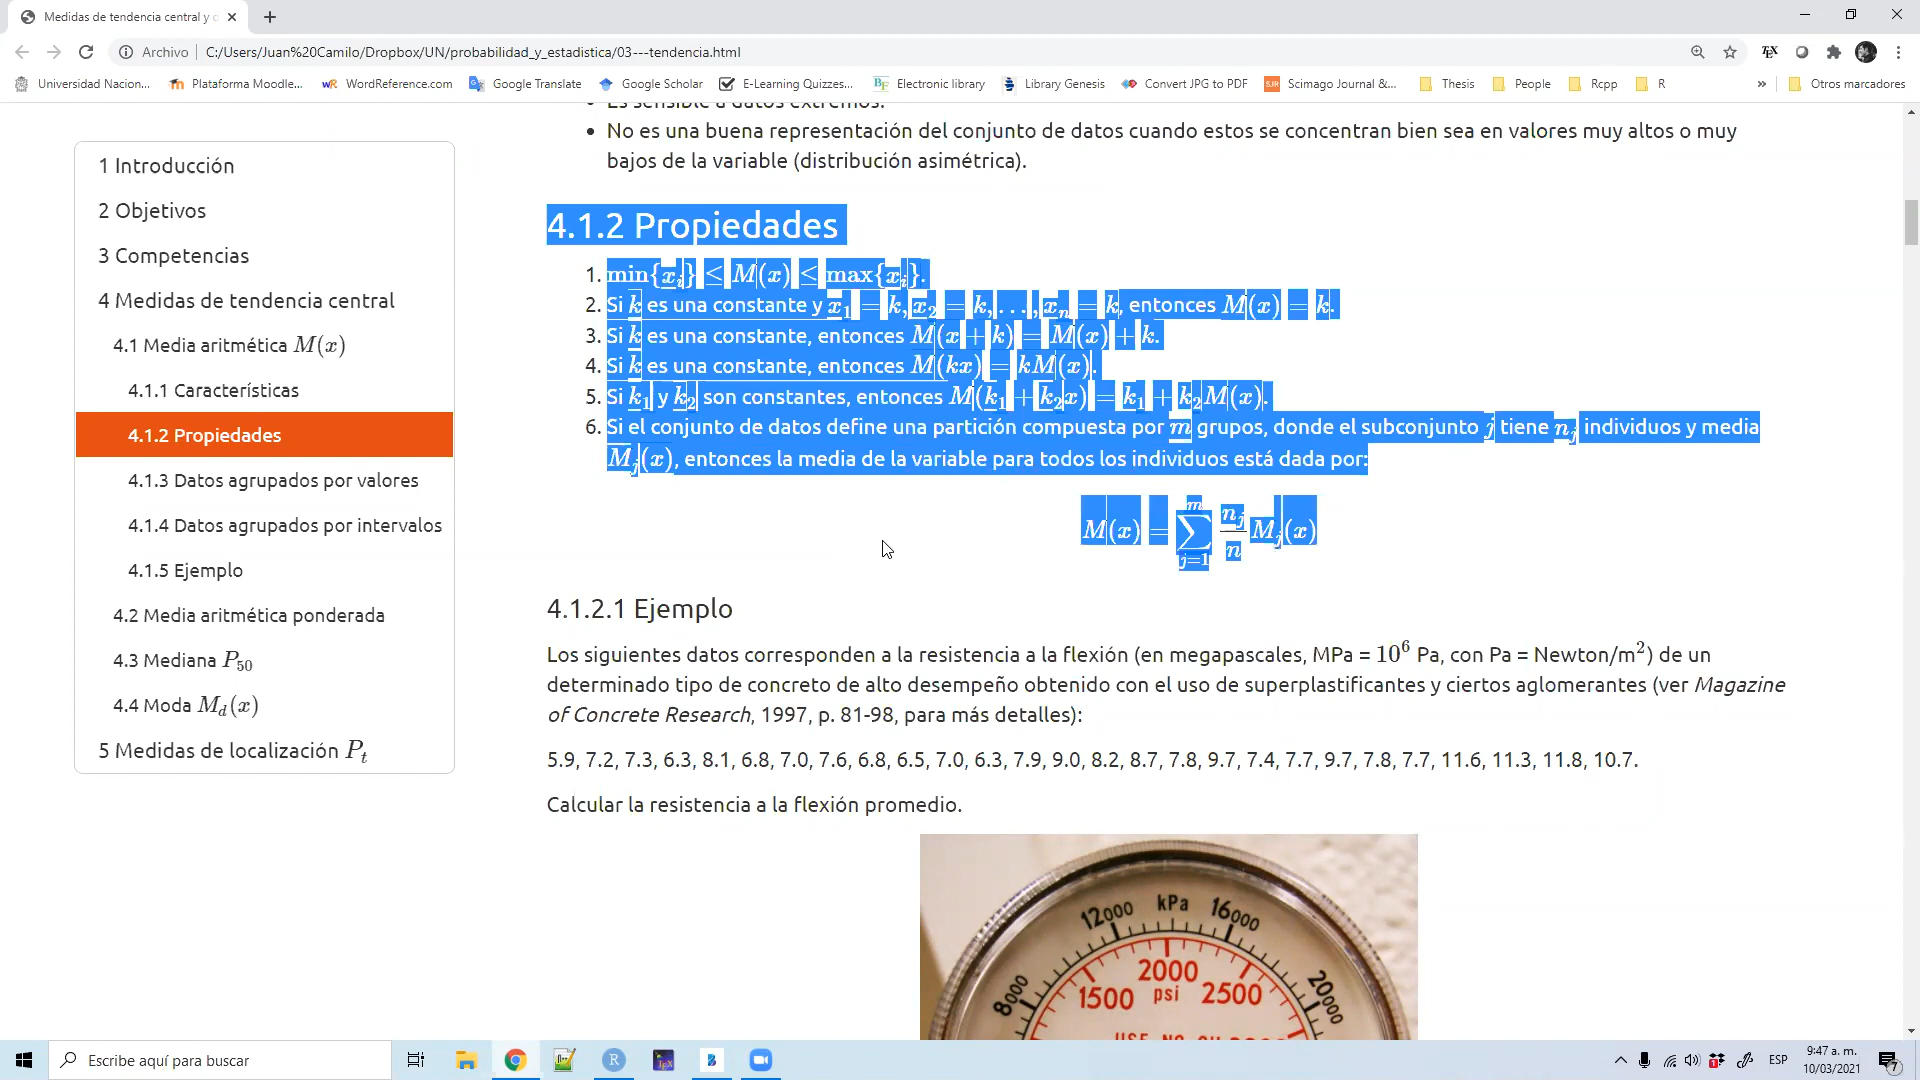 Medidas de tendencia central y d
Archivo C:/Users/Juan%20Camilo/Dropbox/UN/probabilidad_y_estadistica/03---tendencia.html
Universidad Nacion... Plataforma Moodle... WordReference.com Google Translate Google Scholar E-Learning Quizzes... Electronic library Library Genesis Convert JPG to PDF Scimago Journal &... Thesis People Rcpp R » Otros marcadores
1 Introducción
2 Objetivos
3 Competencias
4 Medidas de tendencia central
4.1 Media aritmética M(x)
4.1.1 Características
4.1.2 Propiedades
4.1.3 Datos agrupados por valores
4.1.4 Datos agrupados por intervalos
4.1.5 Ejemplo
4.2 Media aritmética ponderada
4.3 Mediana P₅₀
4.4 Moda M_d(x)
5 Medidas de localización P_t
• Es sensible a datos extremos.
• No es una buena representación del conjunto de datos cuando estos se concentran bien sea en valores muy altos o muy
bajos de la variable (distribución asimétrica).
4.1.2 Propiedades
1. min{x_i} ≤ M(x) ≤ max{x_i}.
2. Si k es una constante y x₁ = k, x₂ = k, ..., x_n = k, entonces M(x) = k.
3. Si k es una constante, entonces M(x + k) = M(x) + k.
4. Si k es una constante, entonces M(kx) = kM(x).
5. Si k₁ y k₂ son constantes, entonces M(k₁ + k₂x) = k₁ + k₂M(x).
6. Si el conjunto de datos define una partición compuesta por m grupos, donde el subconjunto j tiene n_j individuos y media
M_j(x), entonces la media de la variable para todos los individuos está dada por:
M(x) = ∑_{j=1}^{m} n_j/n M_j(x)
4.1.2.1 Ejemplo
Los siguientes datos corresponden a la resistencia a la flexión (en megapascales, MPa = 10⁶ Pa, con Pa = Newton/m²) de un
determinado tipo de concreto de alto desempeño obtenido con el uso de superplastificantes y ciertos aglomerantes (ver Magazine
of Concrete Research, 1997, p. 81-98, para más detalles):
5.9, 7.2, 7.3, 6.3, 8.1, 6.8, 7.0, 7.6, 6.8, 6.5, 7.0, 6.3, 7.9, 9.0, 8.2, 8.7, 7.8, 9.7, 7.4, 7.7, 9.7, 7.8, 7.7, 11.6, 11.3, 11.8, 10.7.
Calcular la resistencia a la flexión promedio.
8000 12000 kPa 16000 20000
1500 2000 2500
psi
Escribe aquí para buscar
ESP
9:47 a. m.
10/03/2021
7